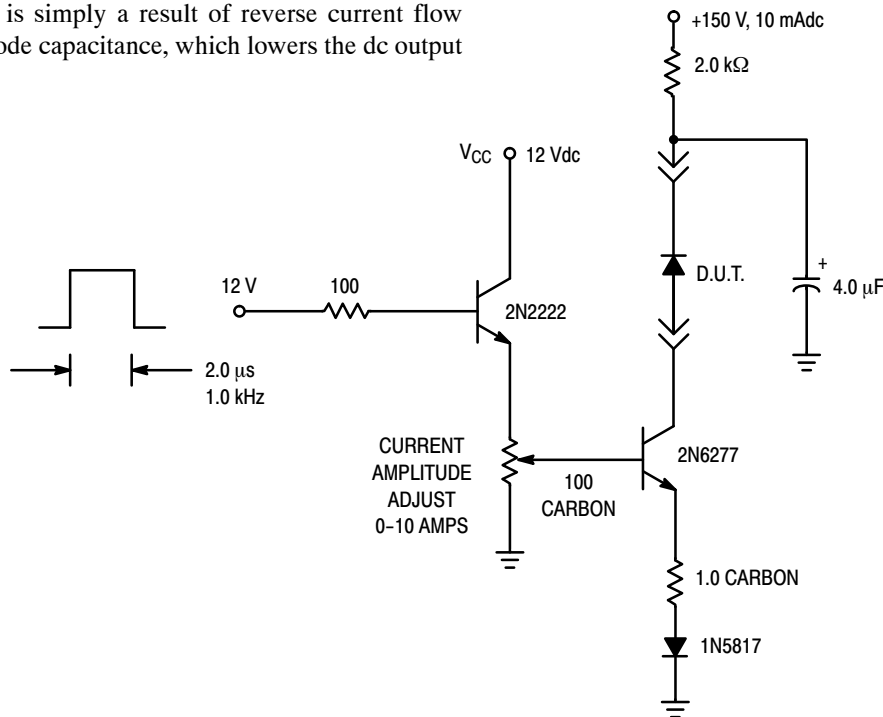 is simply a result of reverse current flow
ode capacitance, which lowers the dc output
+150 V, 10 mAdc
2.0 kΩ
VCC 12 Vdc
12 V
100
2N2222
D.U.T.
+
4.0 μF
2.0 μs
1.0 kHz
CURRENT
AMPLITUDE
ADJUST
0-10 AMPS
100
CARBON
2N6277
1.0 CARBON
1N5817